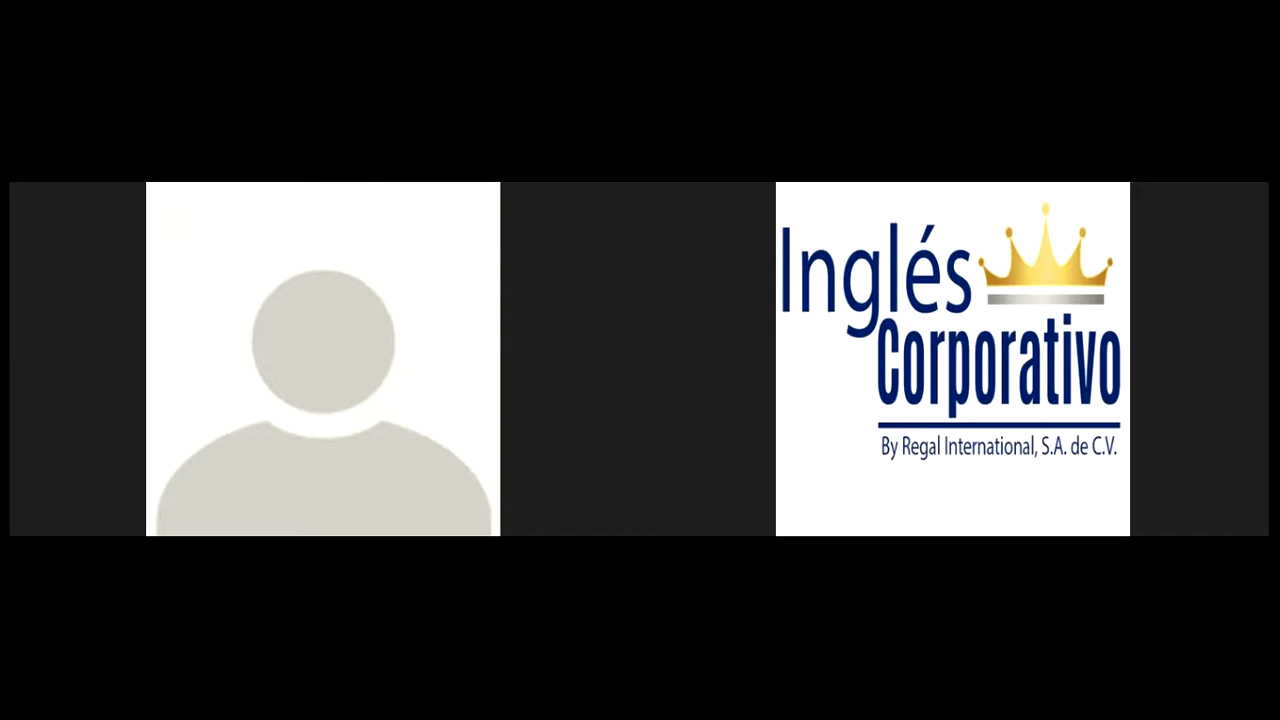 Inglés
Corporativo
By Regal International, S.A. de C.V.